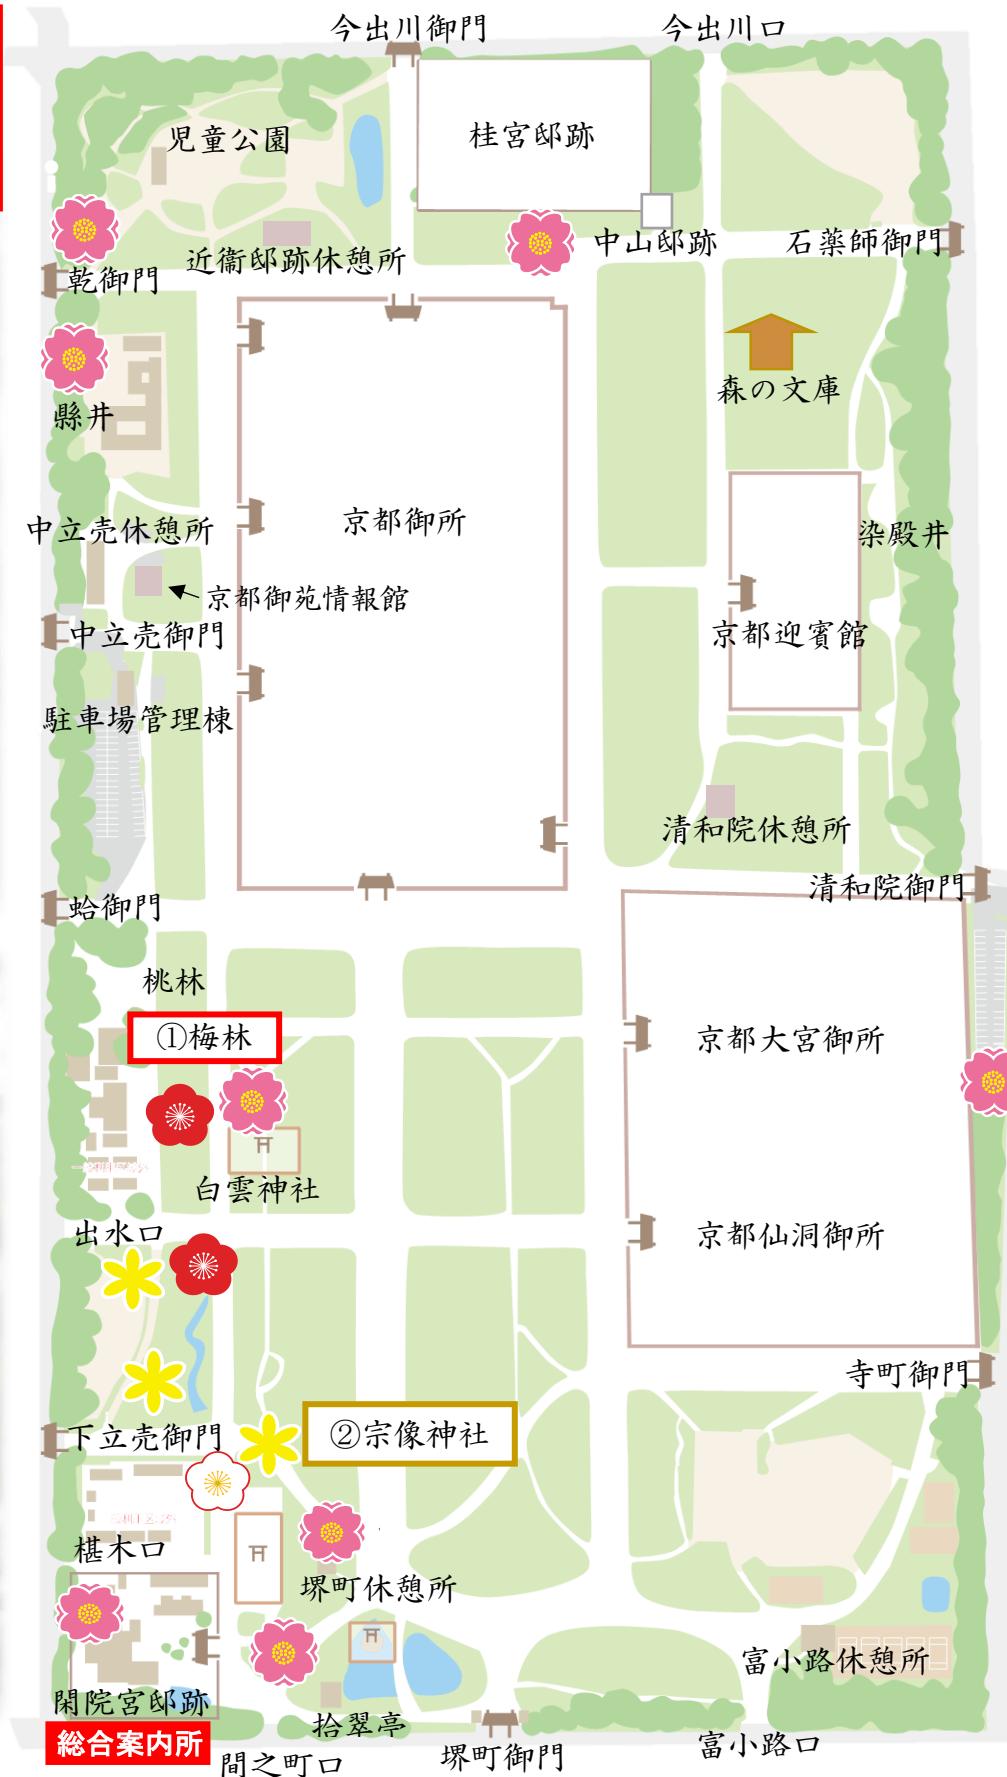 今出川御門
今出川口
児童公園
桂宮邸跡
中山邸跡
石薬師御門
近衞邸跡休憩所
乾御門
森の文庫
縣井
京都御所
中立売休憩所
染殿井
京都御苑情報館
中立売御門
京都迎賓館
駐車場管理棟
清和院休憩所
清和院御門
蛤御門
桃林
①梅林
京都大宮御所
白雲神社
出水口
京都仙洞御所
寺町御門
下立売御門
②宗像神社
椹木口
堺町休憩所
富小路休憩所
閑院宮邸跡
拾翠亭
総合案内所
間之町口
堺町御門
富小路口